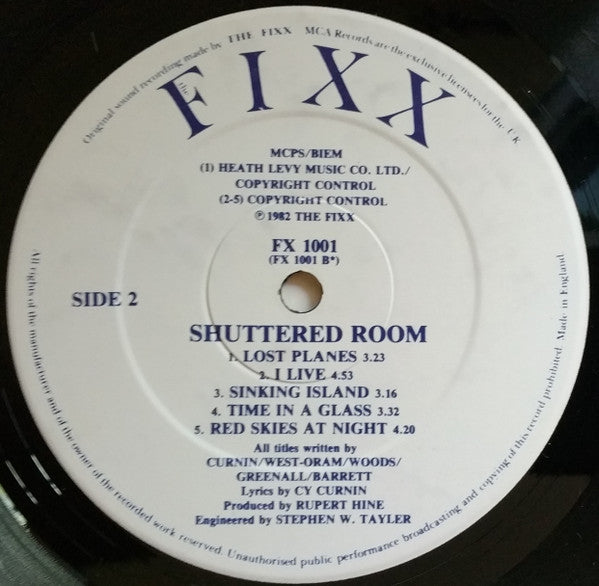 Original sound recording made by THE FIXX MCA Records are the exclusive licensees for the UK
the FIXX
MCPS/BIEM
(1) HEATH LEVY MUSIC CO. LTD./
COPYRIGHT CONTROL
(2-5) COPYRIGHT CONTROL
℗ 1982 THE FIXX
FX 1001
(FX 1001 B*)
SIDE 2
SHUTTERED ROOM
1. LOST PLANES 3.23
2. I LIVE 4.53
3. SINKING ISLAND 3.16
4. TIME IN A GLASS 3.32
5. RED SKIES AT NIGHT 4.20
All titles written by
CURNIN/WEST-ORAM/WOODS/
GREENALL/BARRETT
Lyrics by CY CURNIN
Produced by RUPERT HINE
Engineered by STEPHEN W. TAYLER
All rights of the manufacturer and of the owner of the recorded work reserved. Unauthorised public performance broadcasting and copying of this record prohibited. Made in England